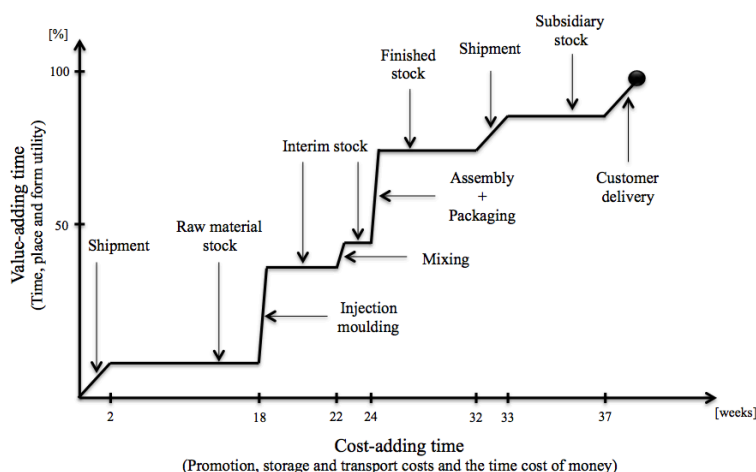 [%]
100
50
Value-adding time
(Time, place and form utility)
Shipment
Raw material
stock
Interim stock
Finished
stock
Shipment
Subsidiary
stock
Injection
moulding
Mixing
Assembly
+
Packaging
Customer
delivery
2 18 22 24 32 33 37 [weeks]
Cost-adding time
(Promotion, storage and transport costs and the time cost of money)